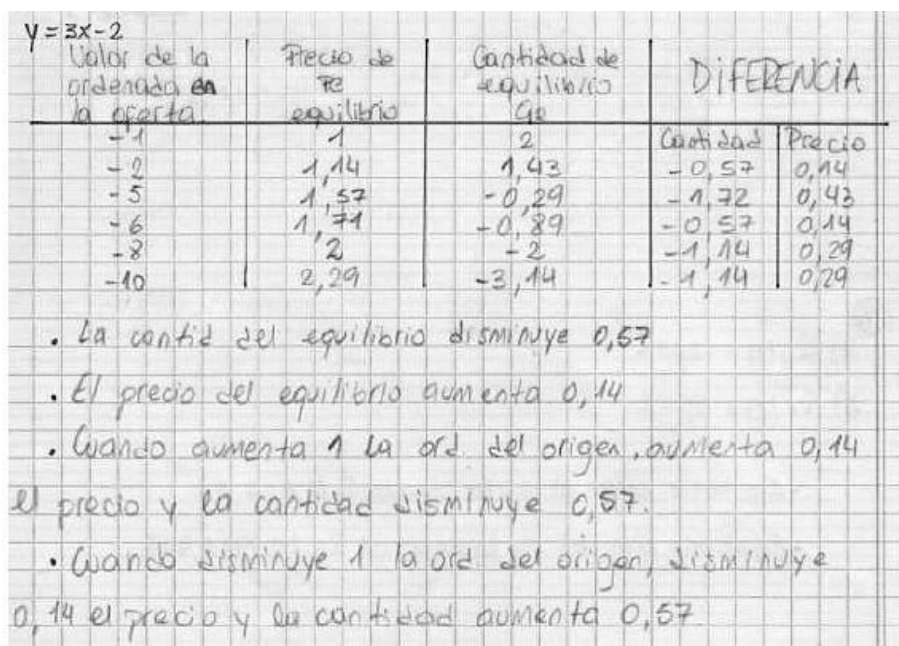 y = 3x-2
Valor de la ordenada en la oferta | Precio de Pe equilibrio | Cantidad de equilibrio Qe | DIFERENCIA
Cantidad | Precio
-1 | 1 | 2
-2 | 1,14 | 1,43 | -0,57 | 0,14
-5 | 1,57 | -0,29 | -1,72 | 0,43
-6 | 1,71 | -0,89 | -0,57 | 0,14
-8 | 2 | -2 | -1,14 | 0,29
-10 | 2,29 | -3,14 | -1,14 | 0,29
. La cantid del equilibrio disminuye 0,57
. El precio del equilibrio aumenta 0,14
. Cuando aumenta 1 La ord. del origen, aumenta 0,14
el precio y la cantidad disminuye 0,57.
. Cuando disminuye 1 la ord. del origen, disminuye
0,14 el precio y la cantidad aumenta 0,57